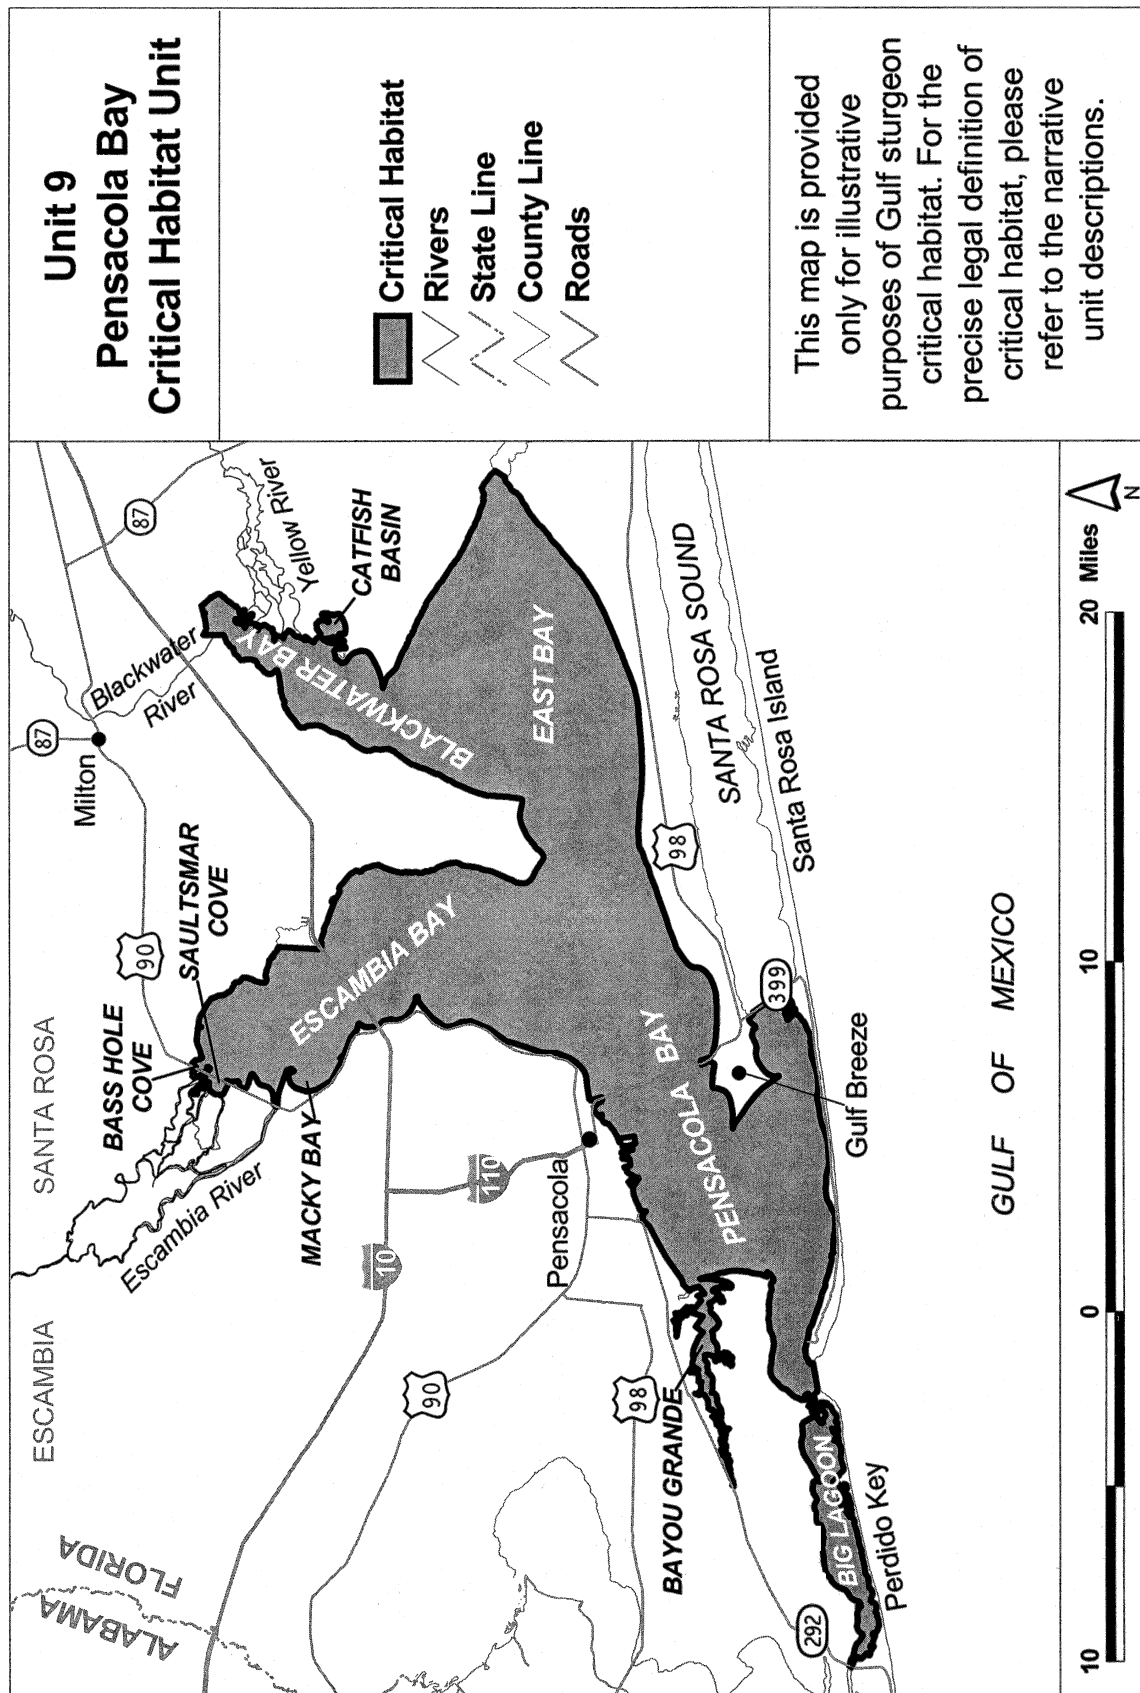 Unit 9
Pensacola Bay
Critical Habitat Unit
Critical Habitat
Rivers
State Line
County Line
Roads
This map is provided
only for illustrative
purposes of Gulf sturgeon
critical habitat. For the
precise legal definition of
critical habitat, please
refer to the narrative
unit descriptions.
ALABAMA
FLORIDA
ESCAMBIA
SANTA ROSA
Escambia River
BASS HOLE
COVE
SAULTSMAR
COVE
MACKY BAY
90
Milton
87
Blackwater
River
87
Yellow River
CATFISH
BASIN
BLACKWATER BAY
ESCAMBIA BAY
EAST BAY
10
110
90
Pensacola
98
BAYOU GRANDE
PENSACOLA BAY
98
SANTA ROSA SOUND
Santa Rosa Island
399
Gulf Breeze
292
BIG LAGOON
Perdido Key
GULF OF MEXICO
10
0
10
20 Miles
N